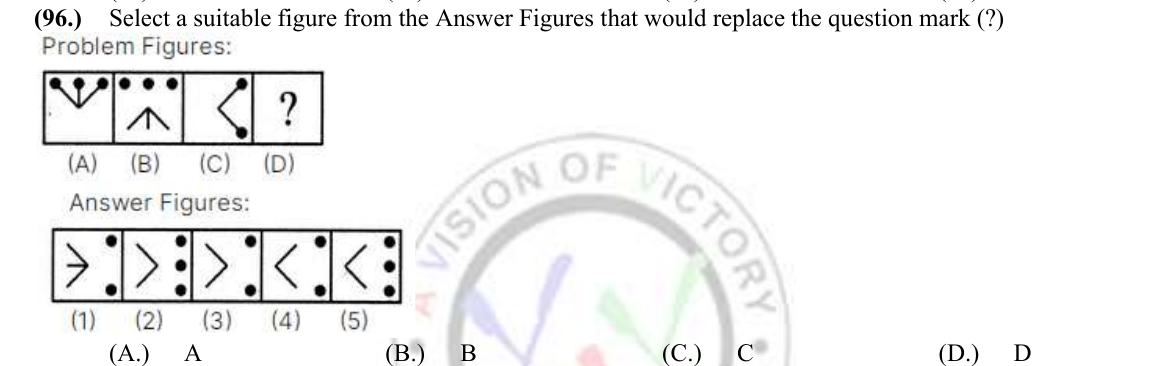 (96.) Select a suitable figure from the Answer Figures that would replace the question mark (?)
Problem Figures:
?
(A) (B) (C) (D)
Answer Figures:
(1) (2) (3) (4) (5)
(A.) A (B.) B (C.) C (D.) D
A VISION OF VICTORY